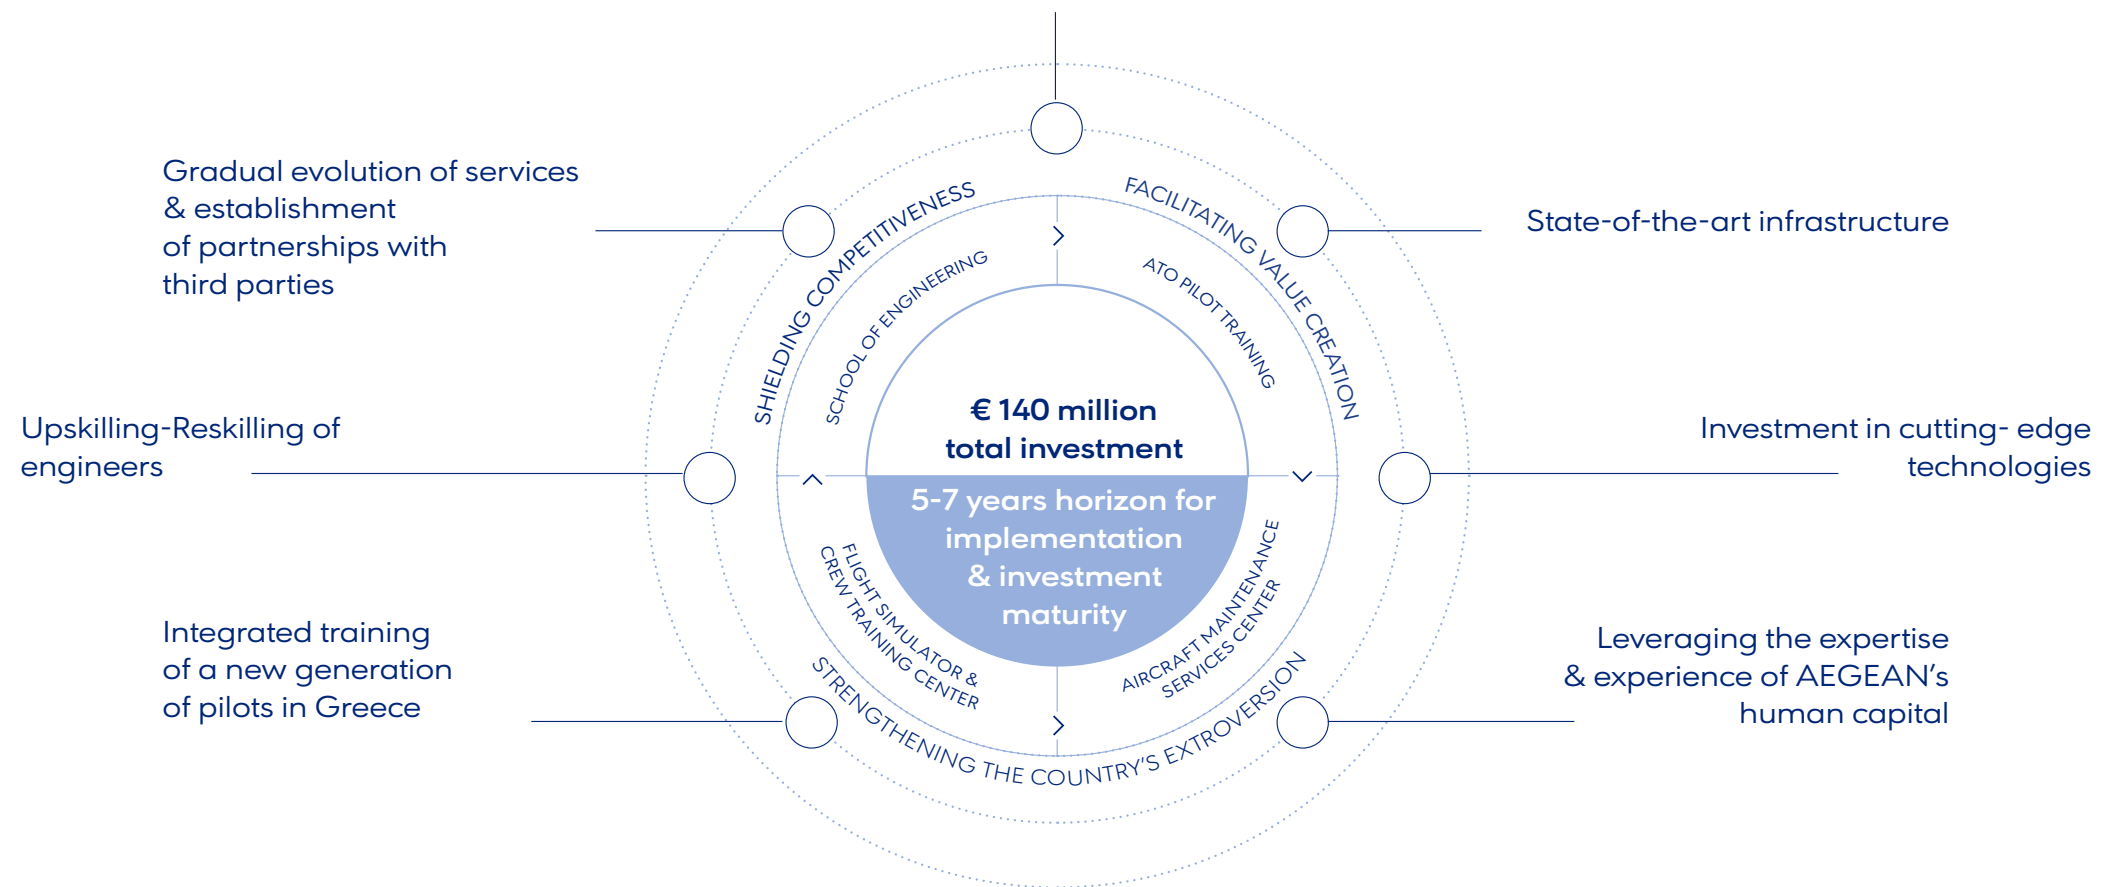 Gradual evolution of services
& establishment
of partnerships with
third parties
Upskilling-Reskilling of
engineers
Integrated training
of a new generation
of pilots in Greece
SHIELDING COMPETITIVENESS
FACILITATING VALUE CREATION
STRENGTHENING THE COUNTRY'S EXTROVERSION
SCHOOL OF ENGINEERING
ATO PILOT TRAINING
FLIGHT SIMULATOR &
CREW TRAINING CENTER
AIRCRAFT MAINTENANCE
SERVICES CENTER
€ 140 million
total investment
5-7 years horizon for
implementation
& investment
maturity
State-of-the-art infrastructure
Investment in cutting- edge
technologies
Leveraging the expertise
& experience of AEGEAN's
human capital